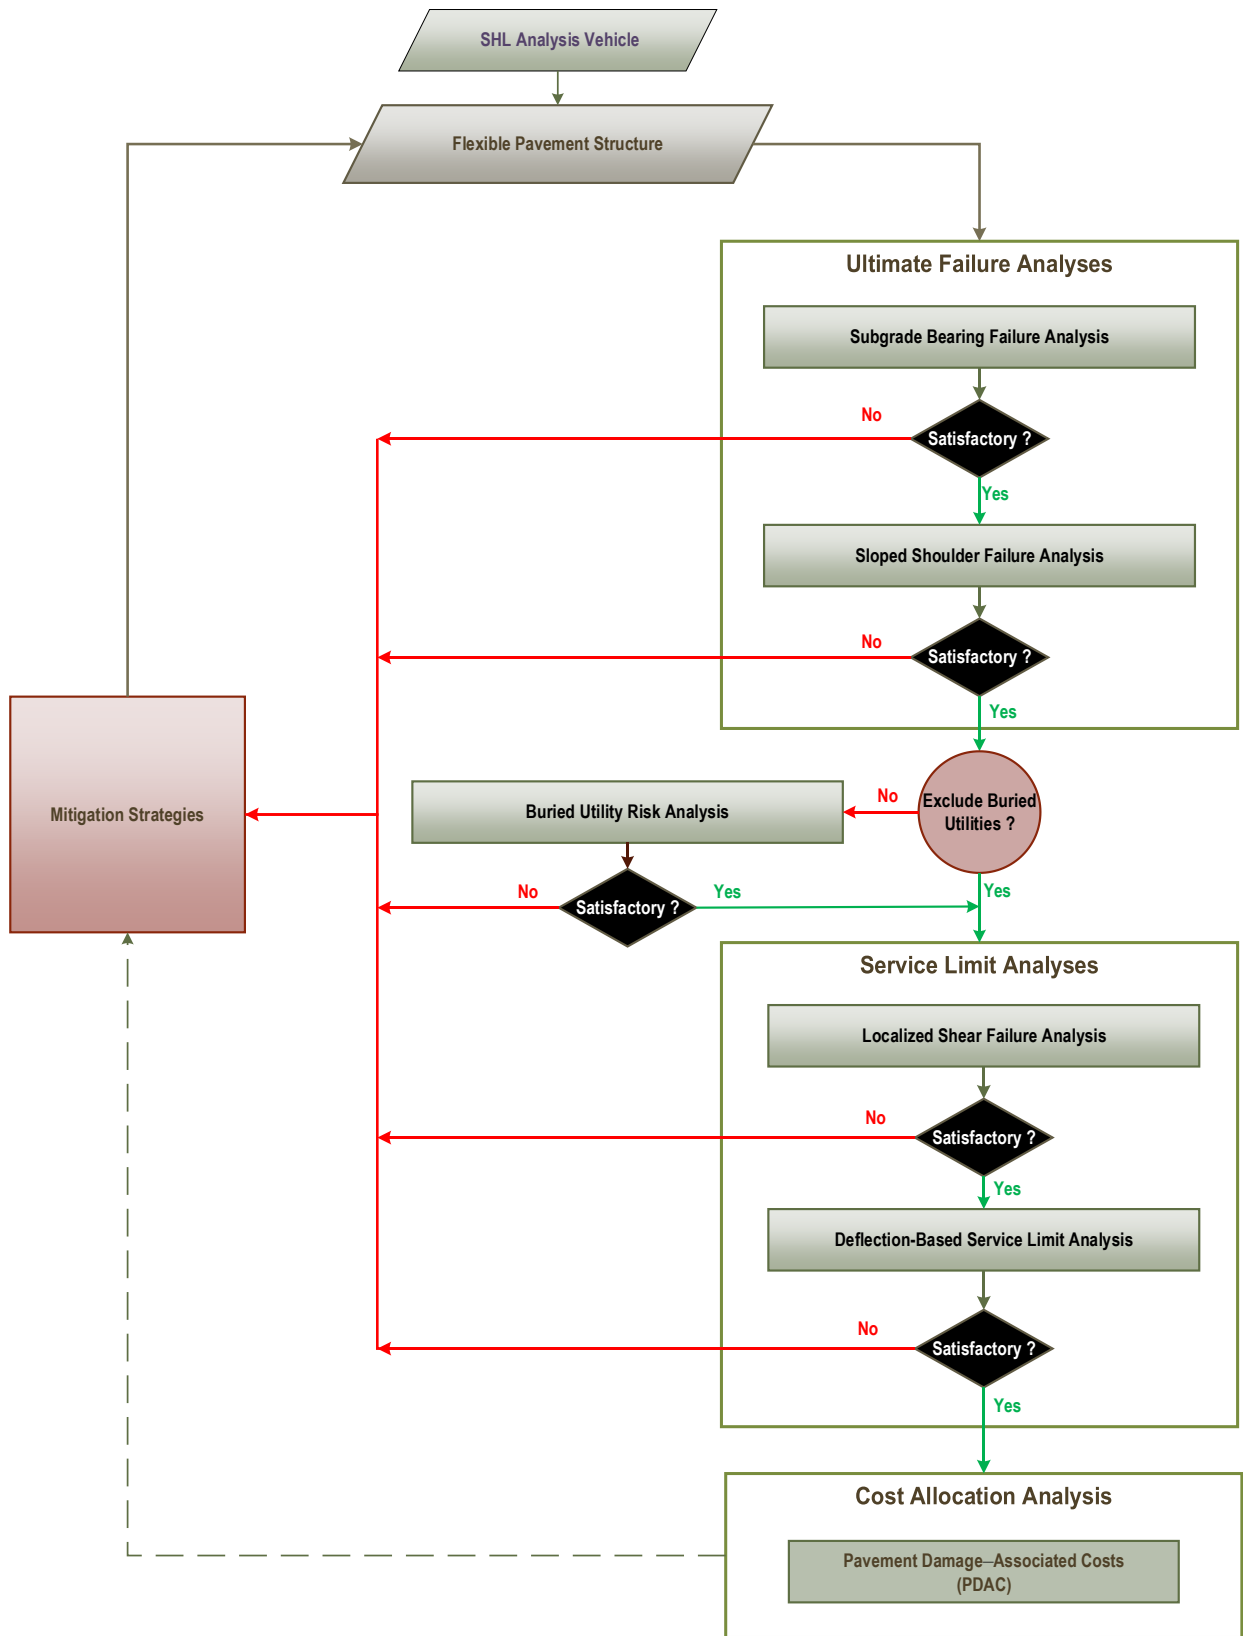 SHL Analysis Vehicle
Flexible Pavement Structure
Ultimate Failure Analyses
Subgrade Bearing Failure Analysis
No
Satisfactory ?
Yes
Sloped Shoulder Failure Analysis
No
Satisfactory ?
Yes
Mitigation Strategies
Buried Utility Risk Analysis
No
Exclude Buried
Utilities ?
No
Satisfactory ?
Yes
Yes
Service Limit Analyses
Localized Shear Failure Analysis
No
Satisfactory ?
Yes
Deflection-Based Service Limit Analysis
No
Satisfactory ?
Yes
Cost Allocation Analysis
Pavement Damage–Associated Costs
(PDAC)